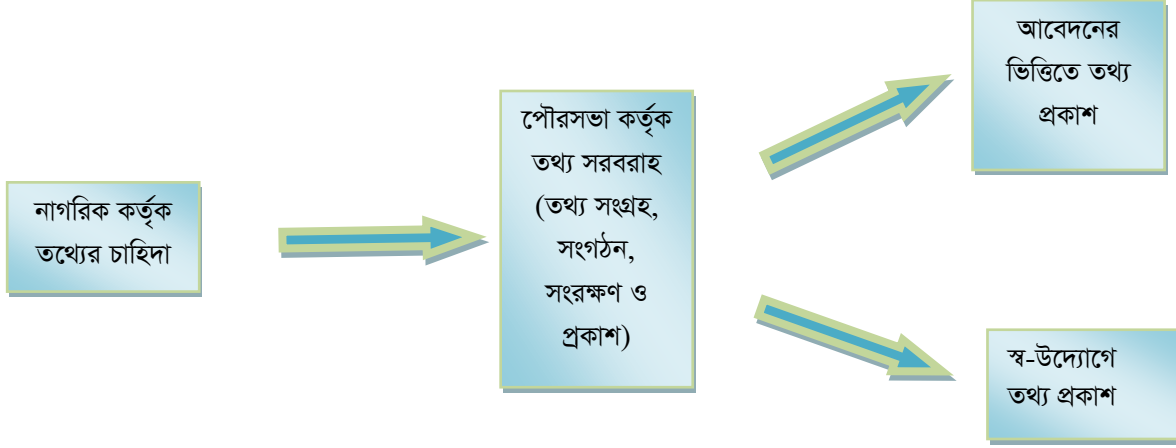 নাগরিক কর্তৃক
তথ্যের চাহিদা
পৌরসভা কর্তৃক
তথ্য সরবরাহ
(তথ্য সংগ্রহ,
সংগঠন,
সংরক্ষণ ও
প্রকাশ)
আবেদনের
ভিত্তিতে তথ্য
প্রকাশ
স্ব-উদ্যোগে
তথ্য প্রকাশ